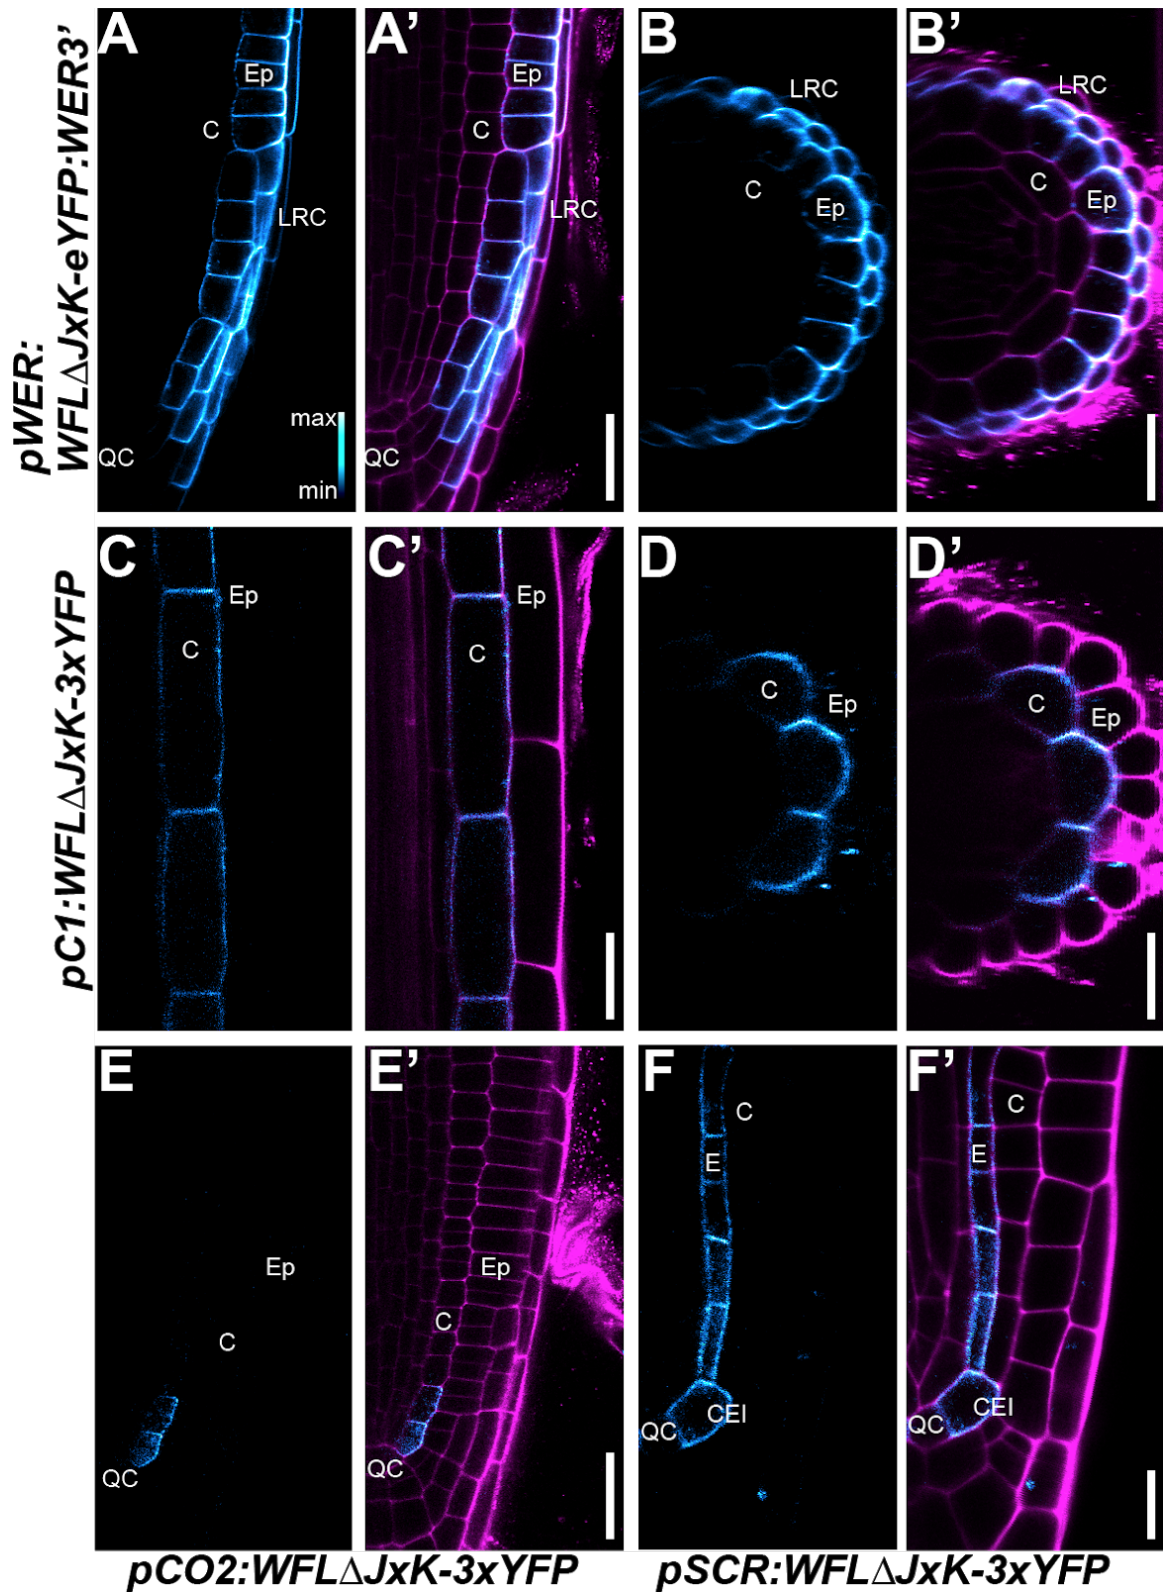 pWER:
WFLΔJxK-eYFP:WER3’
A
Ep
C
LRC
QC
max
min
A’
Ep
C
LRC
QC
B
LRC
C
Ep
B’
LRC
C
Ep
pC1:WFLΔJxK-3xYFP
C
Ep
C
C’
Ep
C
D
C
Ep
D’
C
Ep
E
Ep
C
QC
E’
Ep
C
QC
F
C
E
CEI
QC
F’
C
E
CEI
QC
pCO2:WFLΔJxK-3xYFP
pSCR:WFLΔJxK-3xYFP